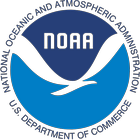 NATIONAL OCEANIC AND ATMOSPHERIC ADMINISTRATION
NOAA
U.S. DEPARTMENT OF COMMERCE